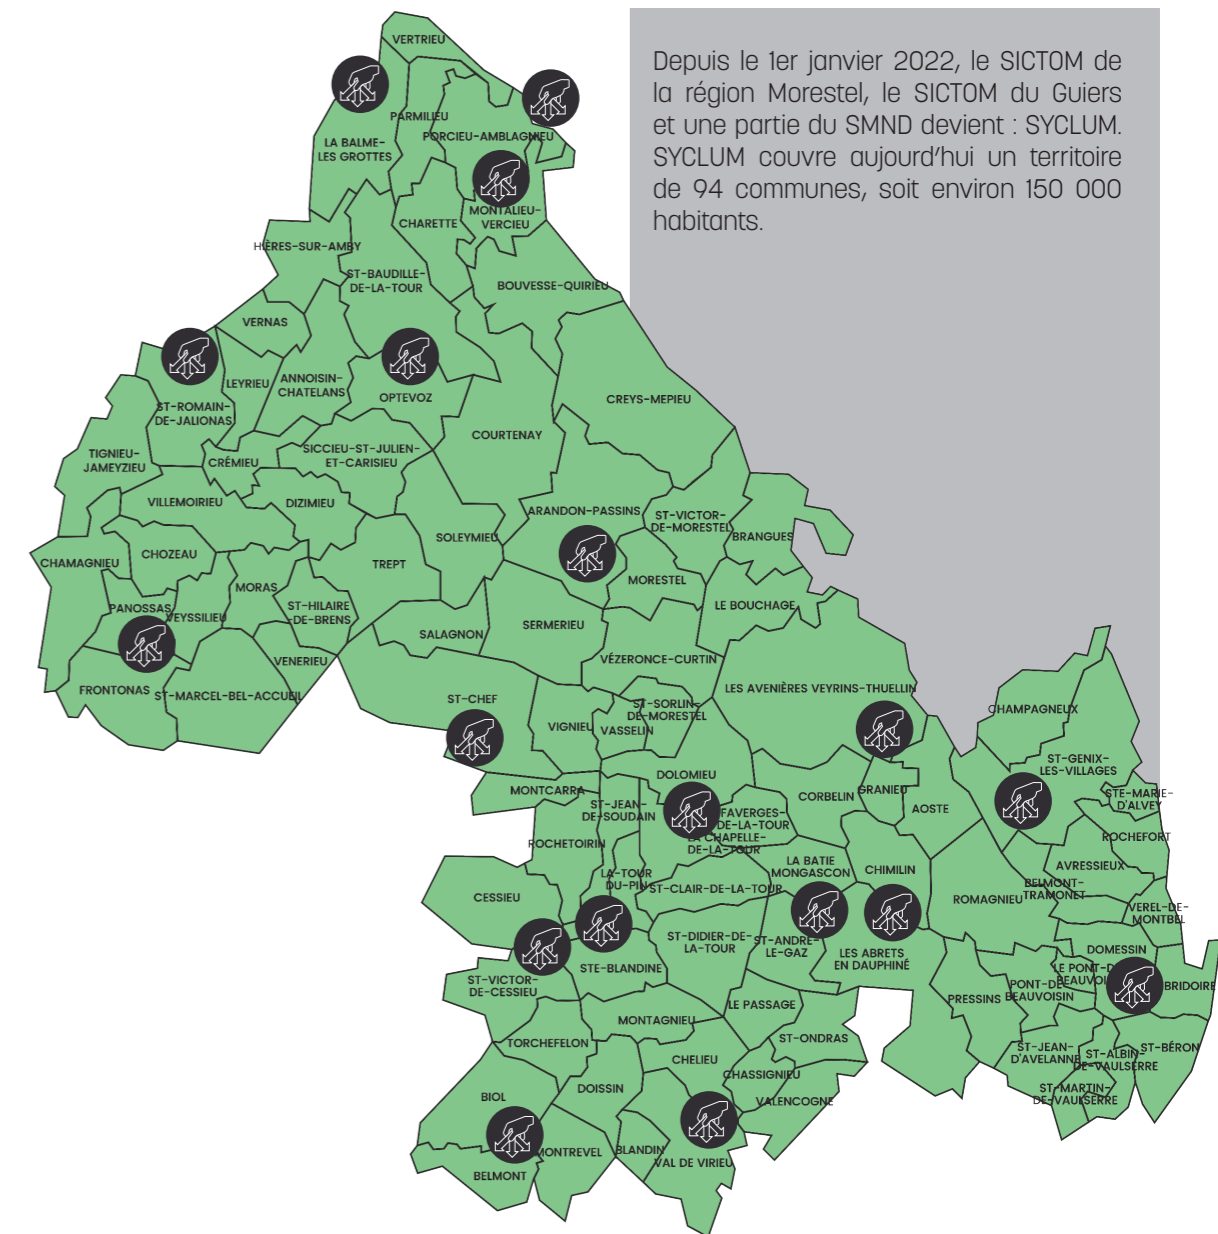 Depuis le 1er janvier 2022, le SICTOM de
la région Morestel, le SICTOM du Guiers
et une partie du SMND devient : SYCLUM.
SYCLUM couvre aujourd'hui un territoire
de 94 communes, soit environ 150 000
habitants.
VERTRIEU
PARMILIEU
PORCIEU-AMBLAGNIEU
LA BALME-
LES GROTTES
MONTALIEU-
VERCIEU
CHARETTE
HIÈRES-SUR-AMBY
ST-BAUDILLE-
DE-LA-TOUR
BOUVESSE-QUIRIEU
VERNAS
LEYRIEU
ANNOISIN-
CHATELANS
OPTEVOZ
CREYS-MEPIEU
ST-ROMAIN-
DE-JALIONAS
COURTENAY
TIGNIEU-
JAMEYZIEU
CRÉMIEU
SICCIEU-ST-JULIEN-
ET-CARISIEU
VILLEMOIRIEU
DIZIMIEU
ARANDON-PASSINS
ST-VICTOR-
DE-MORESTEL
BRANGUES
SOLEYMIEU
CHAMAGNIEU
CHOZEAU
TREPT
MORAS
MORESTEL
PANOSSAS
VEYSSILIEU
ST-HILAIRE
-DE-BRENS
LE BOUCHAGE
SALAGNON
SERMERIEU
VENERIEU
VÉZERONCE-CURTIN
FRONTONAS
ST-MARCEL-BEL-ACCUEIL
ST-CHEF
LES AVENIÈRES VEYRINS-THUELLIN
ST-SORLIN-
DE-MORESTEL
VIGNIEU
VASSELIN
CHAMPAGNEUX
ST-GENIX-
LES-VILLAGES
DOLOMIEU
MONTCARRA
CORBELIN
GRANIEU
AOSTE
STE-MARIE-
D'ALVEY
ST-JEAN-
DE-SOUDAIN
FAVERGES-
DE-LA-TOUR
LA CHAPELLE-
DE-LA-TOUR
ROCHETOIRIN
ROCHEFORT
LA BATIE
MONGASCON
CHIMILIN
AVRESSIEUX
LA-TOUR
DU-PIN
ST-CLAIR-DE-LA-TOUR
BELMONT-
TRAMONET
CESSIEU
ROMAGNIEU
VEREL-DE-
MONTBEL
ST-DIDIER-DE-
LA-TOUR
ST-ANDRÉ-
LE-GAZ
LES ABRETS
EN DAUPHINÉ
DOMESSIN
STE-BLANDINE
LE PONT-DE
BEAUVOISIN
ST-VICTOR-
DE-CESSIEU
PONT-DE-
BEAUVOISIN
BRIDOIRE
PRESSINS
LE PASSAGE
MONTAGNIEU
ST-ONDRAS
TORCHEFELON
ST-JEAN-
D'AVELANNE
ST-ALBIN-
DE-VAULSERRE
ST-BÉRON
CHELIEU
CHASSIGNIEU
DOISSIN
ST-MARTIN-
DE-VAULSERRE
BIOL
VALENCOGNE
MONTREVEL
BLANDIN
VAL DE VIRIEU
BELMONT